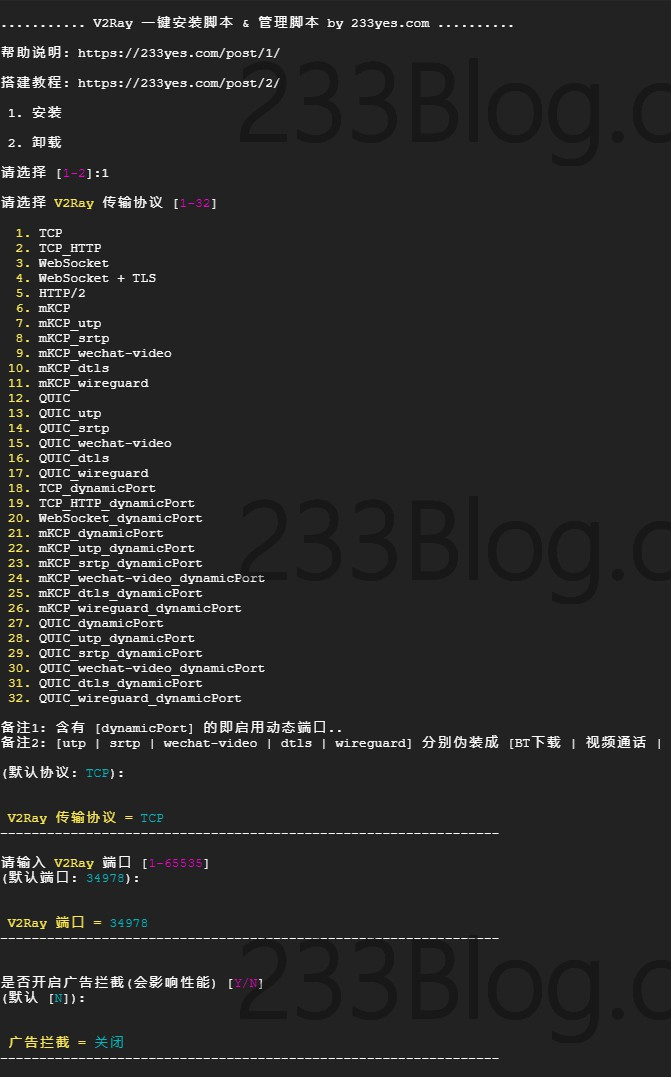 ........... V2Ray 一键安装脚本 & 管理脚本 by 233yes.com ..........
帮助说明: https://233yes.com/post/1/
搭建教程: https://233yes.com/post/2/
1. 安装
2. 卸载
请选择 [1-2]:1
请选择 V2Ray 传输协议 [1-32]
1. TCP
2. TCP_HTTP
3. WebSocket
4. WebSocket + TLS
5. HTTP/2
6. mKCP
7. mKCP_utp
8. mKCP_srtp
9. mKCP_wechat-video
10. mKCP_dtls
11. mKCP_wireguard
12. QUIC
13. QUIC_utp
14. QUIC_srtp
15. QUIC_wechat-video
16. QUIC_dtls
17. QUIC_wireguard
18. TCP_dynamicPort
19. TCP_HTTP_dynamicPort
20. WebSocket_dynamicPort
21. mKCP_dynamicPort
22. mKCP_utp_dynamicPort
23. mKCP_srtp_dynamicPort
24. mKCP_wechat-video_dynamicPort
25. mKCP_dtls_dynamicPort
26. mKCP_wireguard_dynamicPort
27. QUIC_dynamicPort
28. QUIC_utp_dynamicPort
29. QUIC_srtp_dynamicPort
30. QUIC_wechat-video_dynamicPort
31. QUIC_dtls_dynamicPort
32. QUIC_wireguard_dynamicPort
备注1: 含有 [dynamicPort] 的即启用动态端口..
备注2: [utp | srtp | wechat-video | dtls | wireguard] 分别伪装成 [BT下载 | 视频通话 |
(默认协议: TCP):
V2Ray 传输协议 = TCP
----------------------------------------------------------------
请输入 V2Ray 端口 [1-65535]
(默认端口: 34978):
V2Ray 端口 = 34978
----------------------------------------------------------------
是否开启广告拦截(会影响性能) [Y/N]
(默认 [N]):
广告拦截 = 关闭
----------------------------------------------------------------
233Blog.c
233Blog.c
233Blog.c